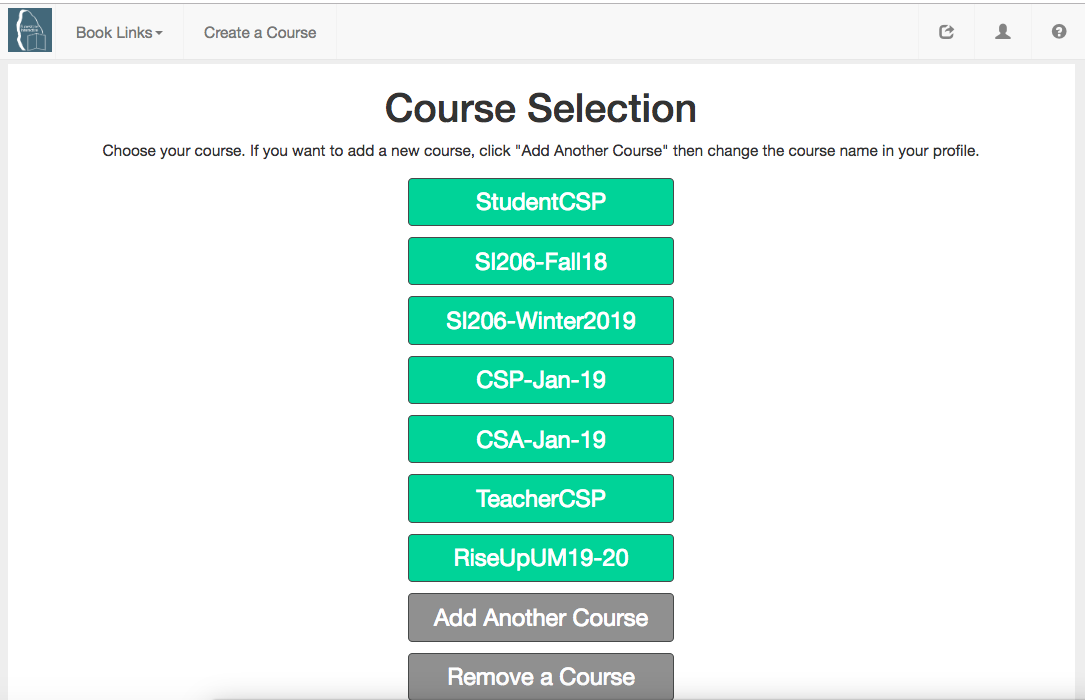 Book Links
Create a Course
Course Selection
Choose your course. If you want to add a new course, click "Add Another Course" then change the course name in your profile.
StudentCSP
SI206-Fall18
SI206-Winter2019
CSP-Jan-19
CSA-Jan-19
TeacherCSP
RiseUpUM19-20
Add Another Course
Remove a Course